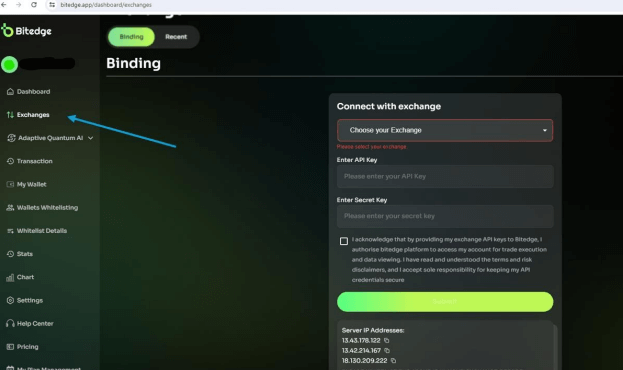 bitedge.app/dashboard/exchanges
Bitedge
Binding Recent
Binding
Dashboard
Exchanges
Adaptive Quantum AI
Transaction
My Wallet
Wallets Whitelisting
Whitelist Details
Stats
Chart
Settings
Help Center
Pricing
My Plan Management
Connect with exchange
Choose your Exchange
Please select your exchange.
Enter API Key
Please enter your API Key
Enter Secret Key
Please enter your secret key
I acknowledge that by providing my exchange API keys to Bitedge, I
authorise bitedge platform to access my account for trade execution
and data viewing. I have read and understood the terms and risk
disclaimers, and I accept sole responsibility for keeping my API
credentials secure
Server IP Addresses:
13.43.178.122
13.42.214.167
18.130.209.222